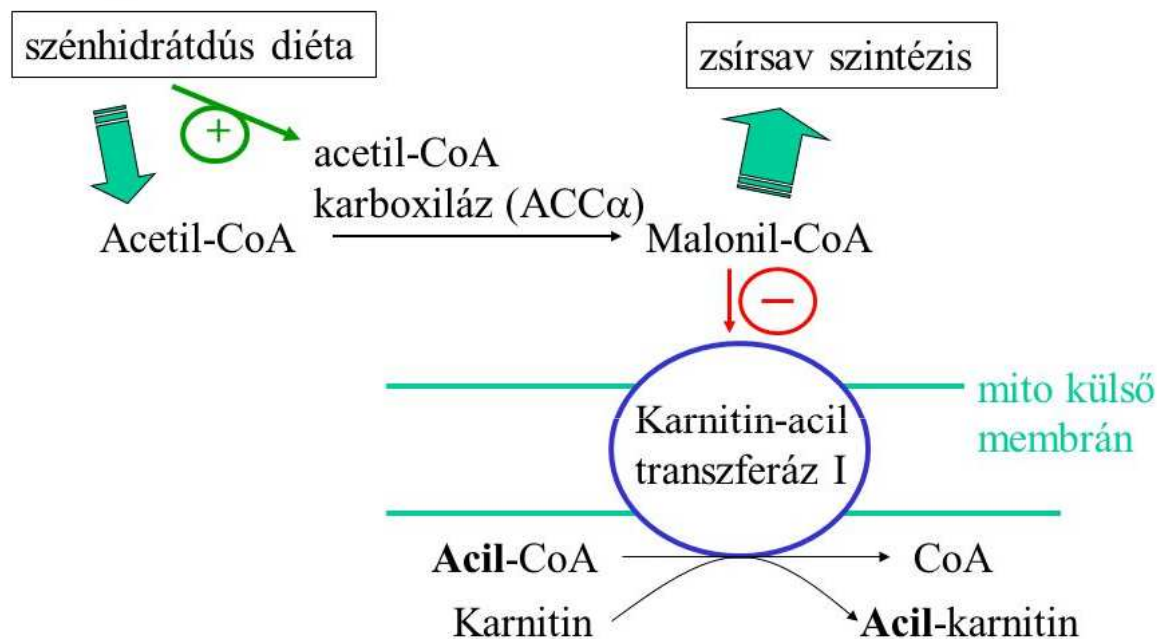 szénhidrátdús diéta
zsírsav szintézis
+
acetil-CoA
karboxiláz (ACCα)
Acetil-CoA
Malonil-CoA
−
Karnitin-acil
transzferáz I
mito külső
membrán
Acil-CoA
CoA
Karnitin
Acil-karnitin